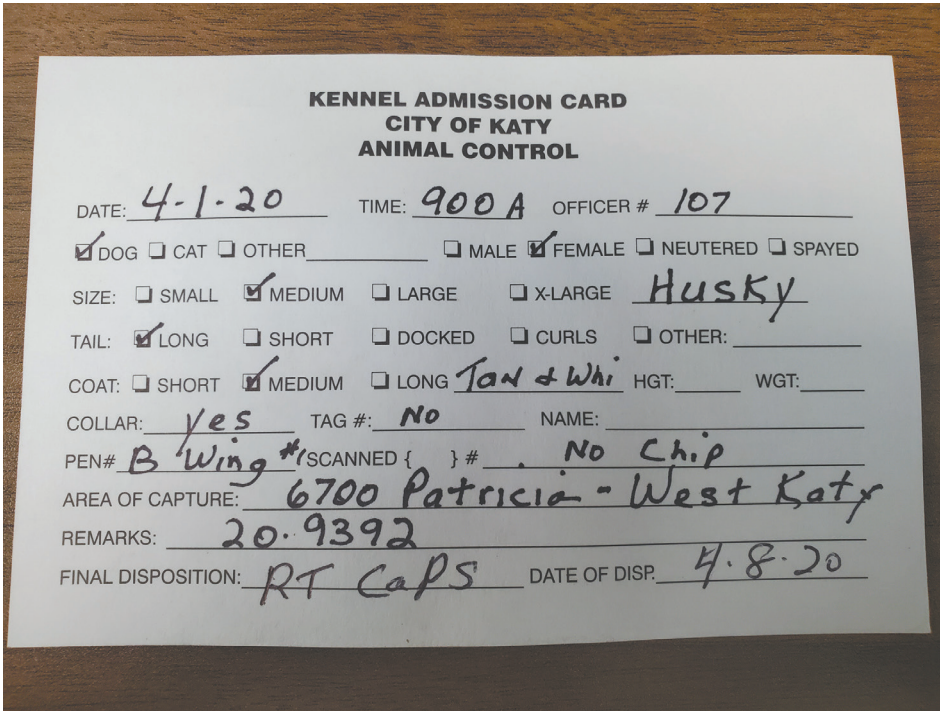 KENNEL ADMISSION CARD
CITY OF KATY
ANIMAL CONTROL
DATE: 4-1-20 TIME: 900 A OFFICER # 107
☑ DOG ☐ CAT ☐ OTHER ☐ MALE ☑ FEMALE ☐ NEUTERED ☐ SPAYED
SIZE: ☐ SMALL ☑ MEDIUM ☐ LARGE ☐ X-LARGE HUSKY
TAIL: ☑ LONG ☐ SHORT ☐ DOCKED ☐ CURLS ☐ OTHER:
COAT: ☐ SHORT ☑ MEDIUM ☐ LONG Tan & Whi HGT: WGT:
COLLAR: yes TAG #: No NAME:
PEN# B Wing #1 SCANNED { } # No Chip
AREA OF CAPTURE: 6700 Patricia - West Katy
REMARKS: 20-9392
FINAL DISPOSITION: RT CaPS DATE OF DISP. 4-8-20